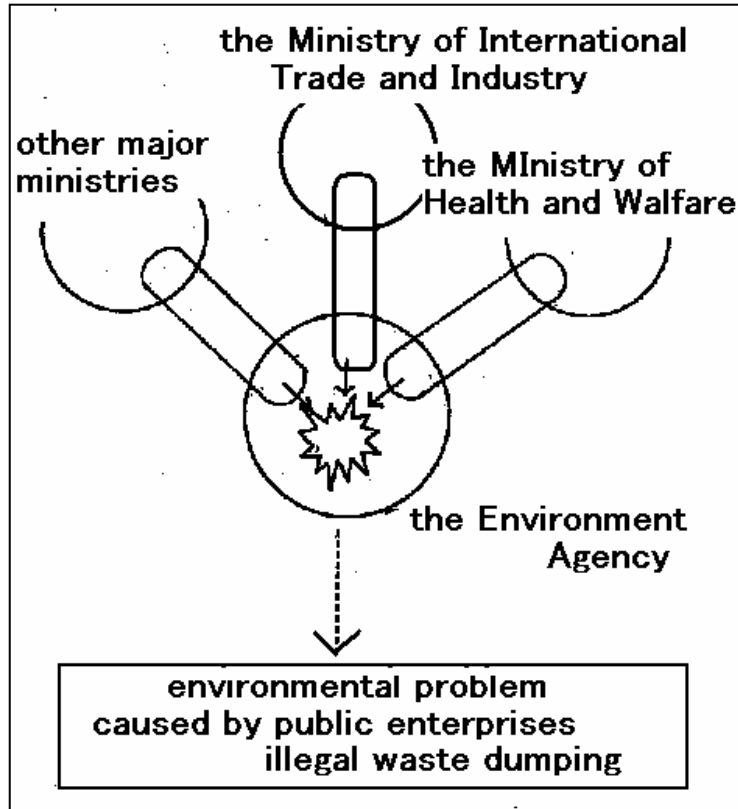 the Ministry of International
Trade and Industry
other major
ministries
the MInistry of
Health and Walfare
the Environment
Agency
environmental problem
caused by public enterprises
illegal waste dumping